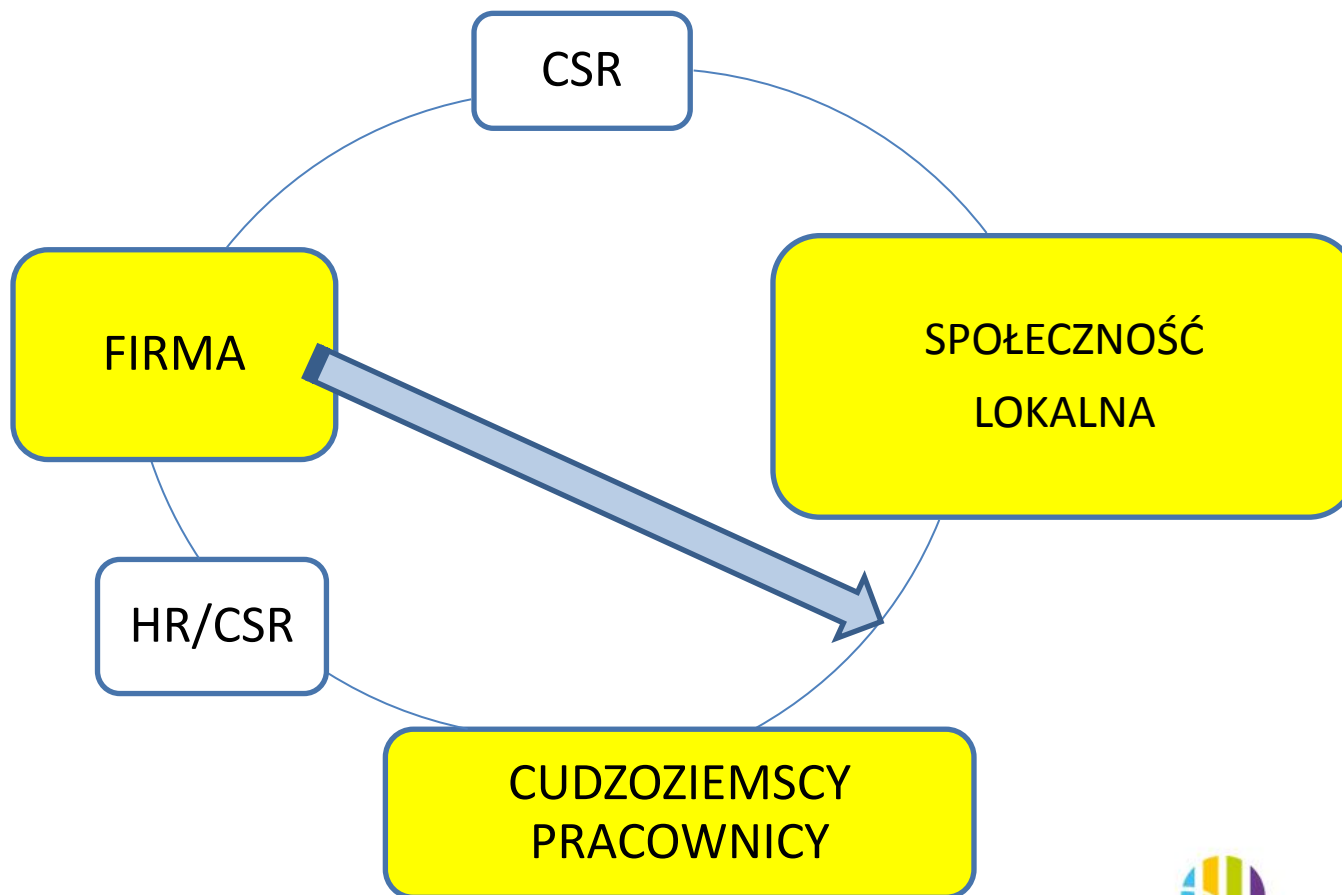 CSR
FIRMA
SPOŁECZNOŚĆ
LOKALNA
HR/CSR
CUDZOZIEMSCY
PRACOWNICY